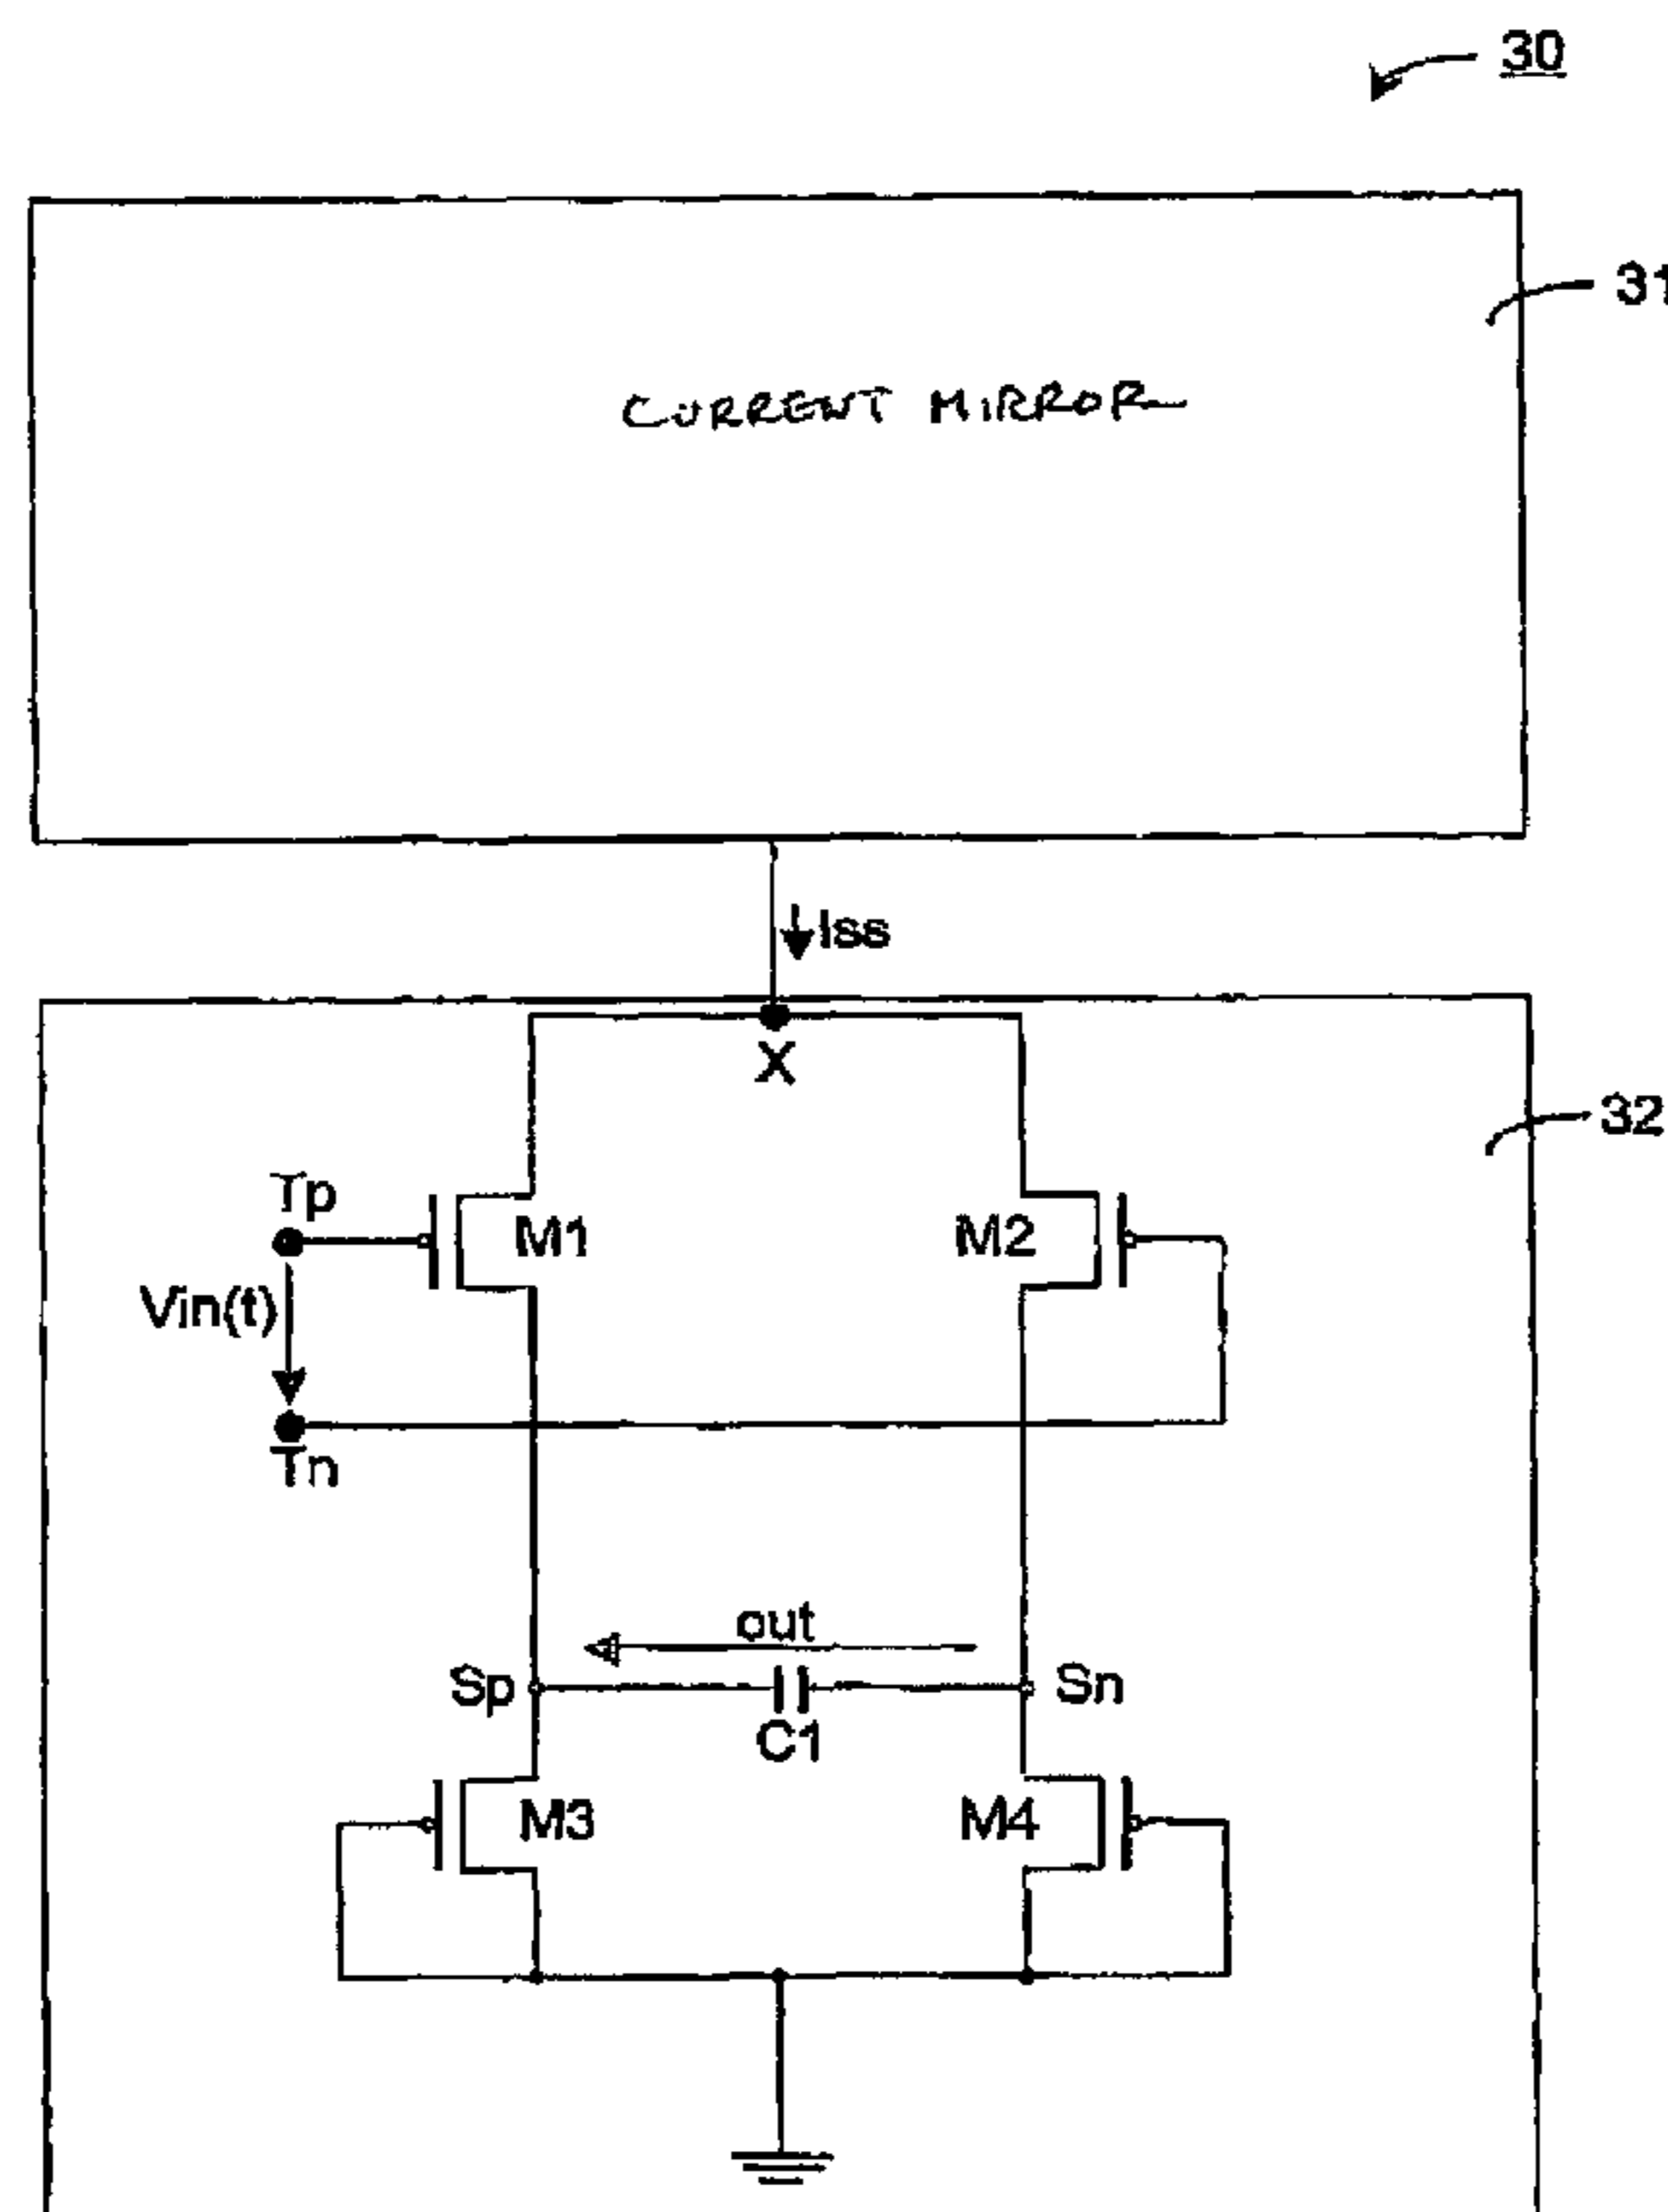 30
31
CURRENT MIRROR
Iss
X
32
Tp
M1
M2
Vin(t)
Tn
out
Sp
Sn
C1
M3
M4